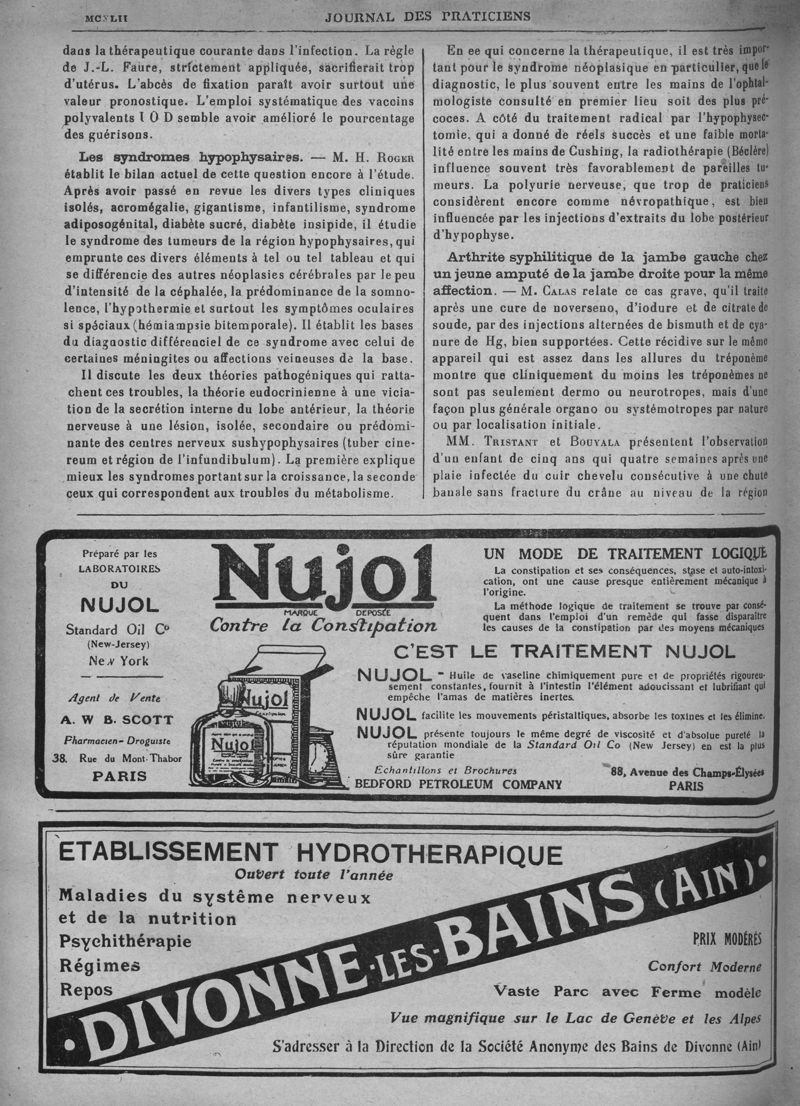 JOURNAL DES PRATICIENS
dans la thérapeutique courante dans l'infection. La règle
de J.-L. Faure, strictement appliquée, sacrifierait trop
d'utérus. L'abcès de fixation paraît avoir surtout une
valeur pronostique. L'emploi systématique des vaccins
polyvalents I O D semble avoir amélioré le pourcentage
des guérisons.
Les syndromes hypophysaires. — M. H. ROGER
établit le bilan actuel de cette question encore à l'étude.
Après avoir passé en revue les divers types cliniques
isolés, acromégalie, gigantisme, infantilisme, syndrome
adiposogénital, diabète sucré, diabète insipide, il étudie
le syndrome des tumeurs de la région hypophysaires, qui
emprunte ces divers éléments à tel ou tel tableau et qui
se différencie des autres néoplasies cérébrales par le peu
d'intensité de la céphalée, la prédominance de la somno-
lence, l'hypothermie et surtout les symptômes oculaires
si spéciaux (hémiampsie bitemporale). Il établit les bases
du diagnostic différenciel de ce syndrome avec celui de
certaines méningites ou affections veineuses de la base.
Il discute les deux théories pathogéniques qui ratta-
chent ces troubles, la théorie eudocrinienne à une vicia-
tion de la secrétion interne du lobe antérieur, la théorie
nerveuse à une lésion, isolée, secondaire ou prédomi-
nante des centres nerveux sushypophysaires (tuber cine-
reum et région de l'infundibulum). La première explique
mieux les syndromes portant sur la croissance, la seconde
ceux qui correspondent aux troubles du métabolisme.
En ee qui concerne la thérapeutique, il est très impor-
tant pour le syndrome néoplasique en particulier, que le
diagnostic, le plus souvent entre les mains de l'ophtal-
mologiste consulté en premier lieu soit des plus pré-
coces. A côté du traitement radical par l'hypophysec-
tomie, qui a donné de réels succès et une faible morta-
lité entre les mains de Cushing, la radiothérapie (Béclère)
influence souvent très favorablement de pareilles tu-
meurs. La polyurie nerveuse, que trop de praticiens
considèrent encore comme névropathique, est bien
influencée par les injections d'extraits du lobe postérieur
d'hypophyse.
Arthrite syphilitique de la jambe gauche chez
un jeune amputé de la jambe droite pour la même
affection. — M. CALAS relate ce cas grave, qu'il traite
après une cure de noverseno, d'iodure et de citrate de
soude, par des injections alternées de bismuth et de cya-
nure de Hg, bien supportées. Cette récidive sur le même
appareil qui est assez dans les allures du tréponème
montre que cliniquement du moins les tréponèmes ne
sont pas seulement dermo ou neurotropes, mais d'une
façon plus générale organo ou systémotropes par nature
ou par localisation initiale.
MM. TRISTANT et BOUYALA présentent l'observation
d'un enfant de cinq ans qui quatre semaines après une
plaie infectée du cuir chevelu consécutive à une chute
banale sans fracture du crâne au niveau de la région
Préparé par les
LABORATOIRES
DU
NUJOL
Standard Oil Co
(New-Jersey)
New York
Agent de Vente
A. W B. SCOTT
Pharmacien-Droguiste
38. Rue du Mont-Thabor
PARIS
Nujol
MARQUE DEPOSÉE
Contre la Constipation
Nujol
Nujol
UN MODE DE TRAITEMENT LOGIQUE
La constipation et ses conséquences, stase et auto-intoxi-
cation, ont une cause presque entièrement mécanique à
l'origine.
La méthode logique de traitement se trouve par consé-
quent dans l'emploi d'un remède qui fasse disparaître
les causes de la constipation par des moyens mécaniques
C'EST LE TRAITEMENT NUJOL
NUJOL - Huile de vaseline chimiquement pure et de propriétés rigoureu-
sement constantes, fournit à l'intestin l'élément adoucissant et lubrifiant qui
empêche l'amas de matières inertes.
NUJOL facilite les mouvements péristaltiques, absorbe les toxines et les élimine.
NUJOL présente toujours le même degré de viscosité et d'absolue pureté la
réputation mondiale de la Standard Oil Co (New Jersey) en est la plus
sûre garantie
Echantillons et Brochures
BEDFORD PETROLEUM COMPANY
88, Avenue des Champs-Élysées
PARIS
ETABLISSEMENT HYDROTHERAPIQUE
Ouvert toute l'année
Maladies du système nerveux
et de la nutrition
Psychithérapie
Régimes
Repos
DIVONNE-LES-BAINS (AIN)
PRIX MODÉRÉS
Confort Moderne
Vaste Parc avec Ferme modèle
Vue magnifique sur le Lac de Genève et les Alpes
S'adresser à la Direction de la Société Anonyme des Bains de Divonne (Ain)